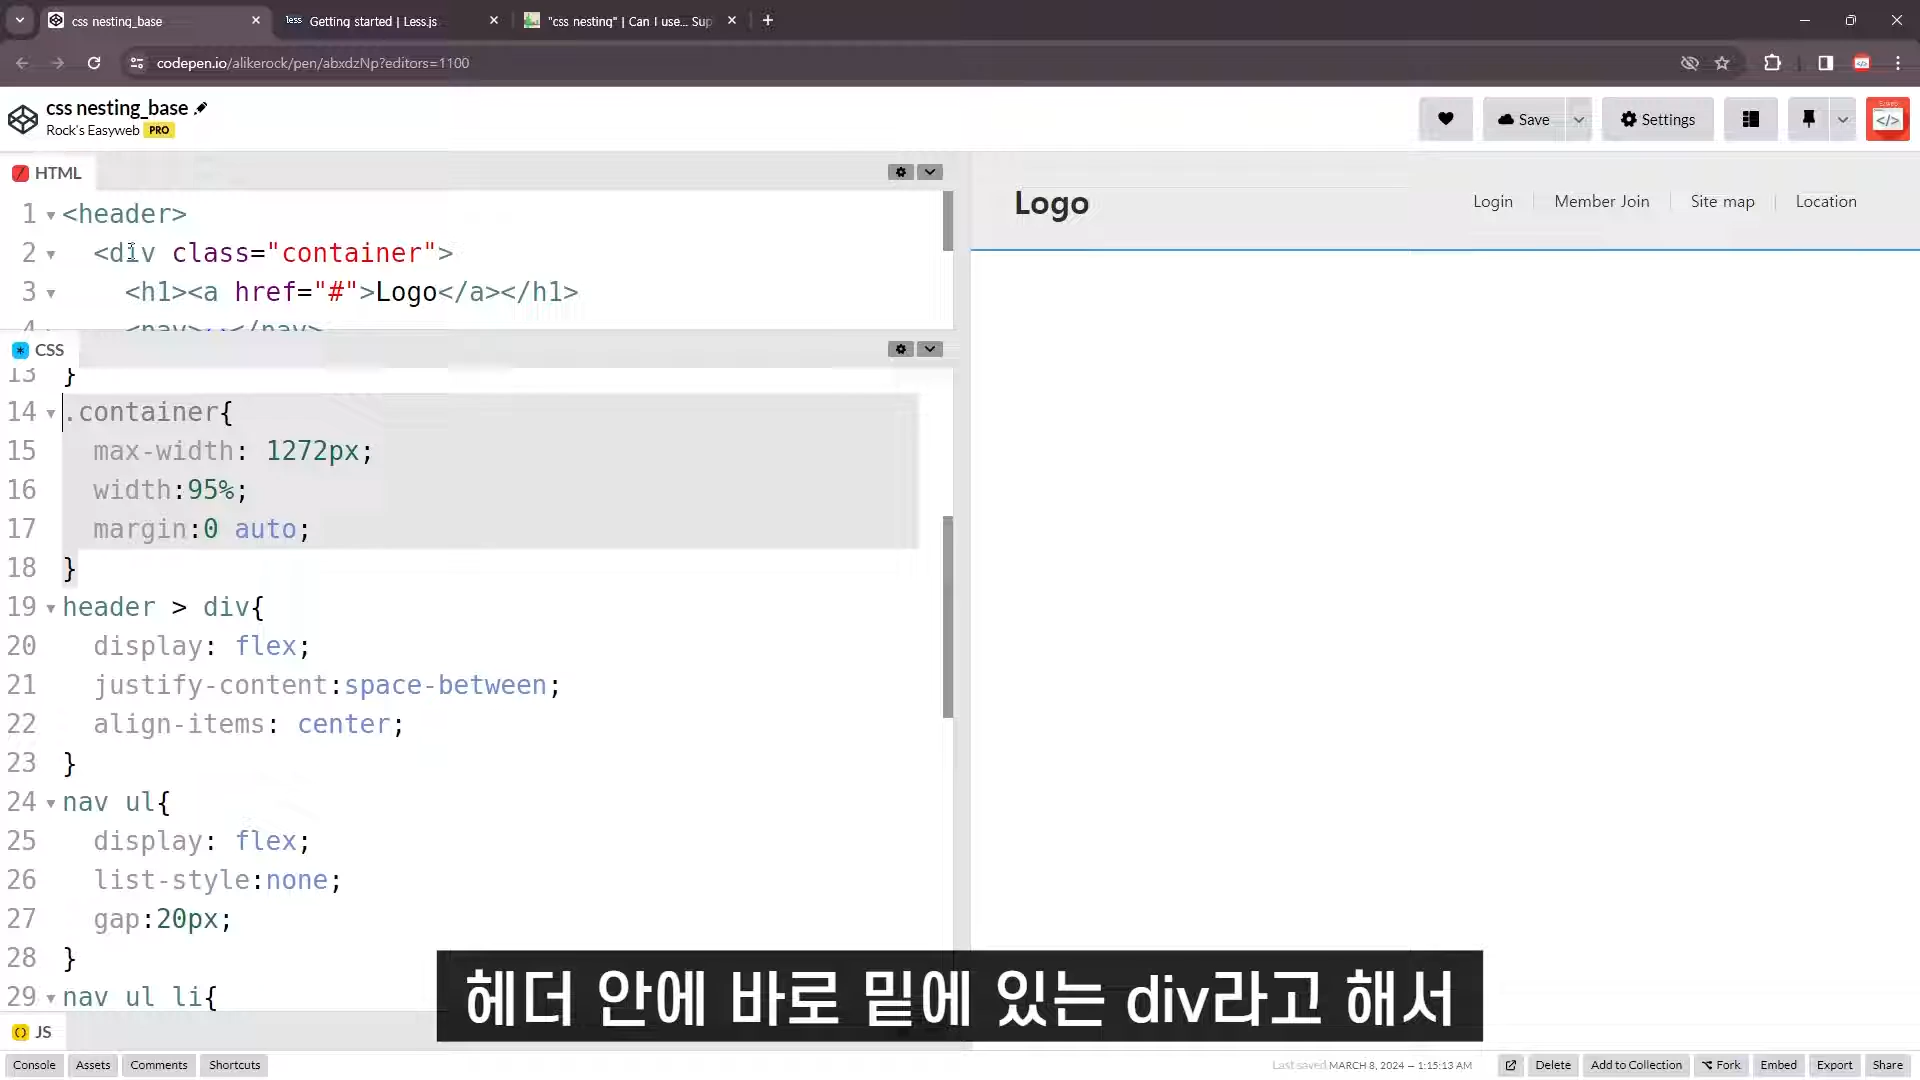 css nesting_base
Getting started | Less.js
"css nesting" | Can I use... Sup
codepen.io/alikerock/pen/abxdzNp?editors=1100
css nesting_base
Rock's Easyweb PRO
Save
Settings
HTML
1 <header>
2 <div class="container">
3 <h1><a href="#">Logo</a></h1>
4 <nav>↔</nav>
CSS
13 }
14 .container{
15 max-width: 1272px;
16 width:95%;
17 margin:0 auto;
18 }
19 header > div{
20 display: flex;
21 justify-content:space-between;
22 align-items: center;
23 }
24 nav ul{
25 display: flex;
26 list-style:none;
27 gap:20px;
28 }
29 nav ul li{
JS
Logo
Login
Member Join
Site map
Location
헤더 안에 바로 밑에 있는 div라고 해서
Console
Assets
Comments
Shortcuts
Last saved MARCH 8, 2024 — 1:15:13 AM
Delete
Add to Collection
Fork
Embed
Export
Share